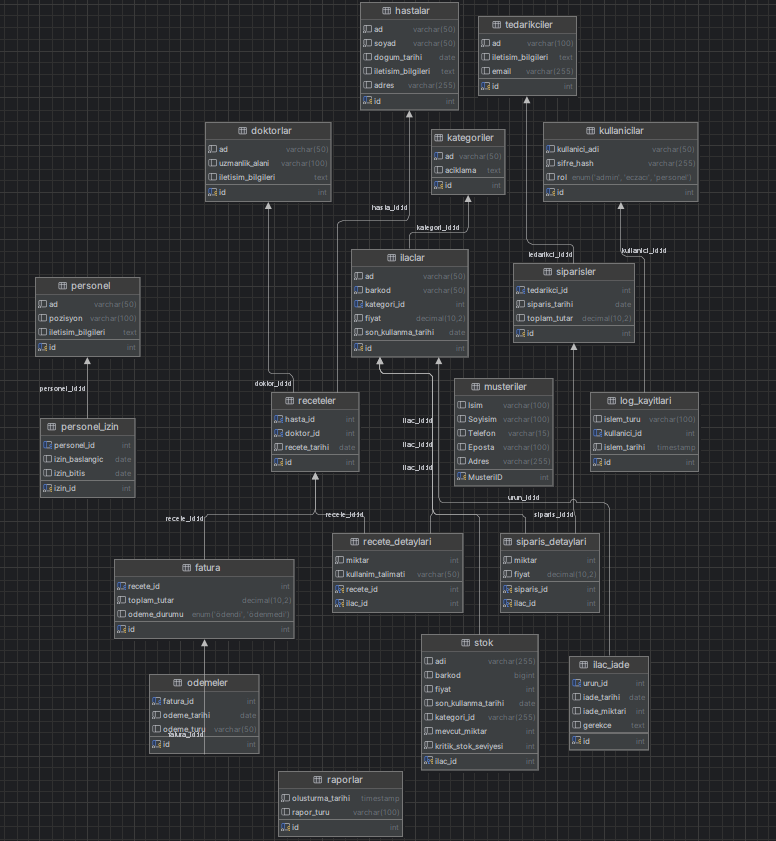 hastalar
ad varchar(50)
soyad varchar(50)
dogum_tarihi date
iletisim_bilgileri text
adres varchar(255)
id int
tedarikciler
ad varchar(100)
iletisim_bilgileri text
email varchar(255)
id int
doktorlar
ad varchar(50)
uzmanlik_alani varchar(100)
iletisim_bilgileri text
id int
kategoriler
ad varchar(50)
aciklama text
id int
kullanicilar
kullanici_adi varchar(50)
sifre_hash varchar(255)
rol enum('admin', 'eczaci', 'personel')
id int
hasta_id:id
kategori_id:id
tedarikci_id:id
kullanici_id:id
ilaclar
ad varchar(50)
barkod varchar(50)
kategori_id int
fiyat decimal(10,2)
son_kullanma_tarihi date
id int
siparisler
tedarikci_id int
siparis_tarihi date
toplam_tutar decimal(10,2)
id int
personel
ad varchar(50)
pozisyon varchar(100)
iletisim_bilgileri text
id int
personel_id:id
doktor_id:id
personel_izin
personel_id int
izin_baslangic date
izin_bitis date
izin_id int
receteler
hasta_id int
doktor_id int
recete_tarihi date
id int
musteriler
Isim varchar(100)
Soyisim varchar(100)
Telefon varchar(15)
Eposta varchar(100)
Adres varchar(255)
MusteriID int
log_kayitlari
islem_turu varchar(100)
kullanici_id int
islem_tarihi timestamp
id int
ilac_id:id
ilac_id:id
ilac_id:id
urun_id:id
recete_id:id
recete_id:id
siparis_id:id
fatura
recete_id int
toplam_tutar decimal(10,2)
odeme_durumu enum('ödendi', 'ödenmedi')
id int
recete_detaylari
miktar int
kullanim_talimati varchar(50)
recete_id int
ilac_id int
siparis_detaylari
miktar int
fiyat decimal(10,2)
siparis_id int
ilac_id int
stok
adi varchar(255)
barkod bigint
fiyat int
son_kullanma_tarihi date
kategori_id varchar(255)
mevcut_miktar int
kritik_stok_seviyesi int
ilac_id int
ilac_iade
urun_id int
iade_tarihi date
iade_miktari int
gerekce text
id int
odemeler
fatura_id int
odeme_tarihi date
odeme_turu varchar(50)
fatura_id:id
id int
raporlar
olusturma_tarihi timestamp
rapor_turu varchar(100)
id int